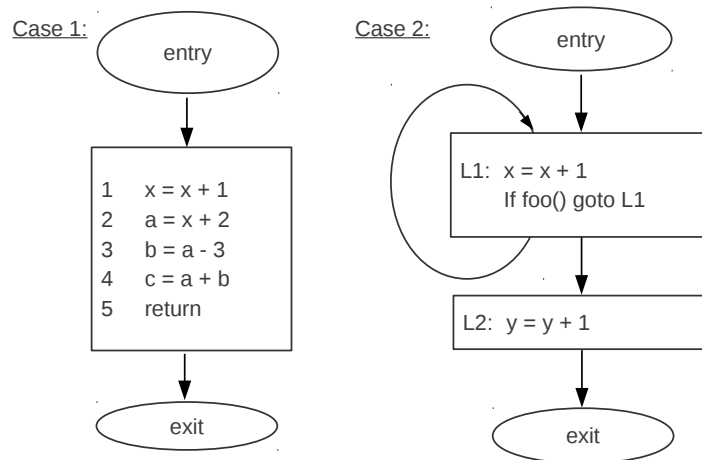 Case 1:
entry
1 x = x + 1
2 a = x + 2
3 b = a - 3
4 c = a + b
5 return
exit
Case 2:
entry
L1: x = x + 1
If foo() goto L1
L2: y = y + 1
exit